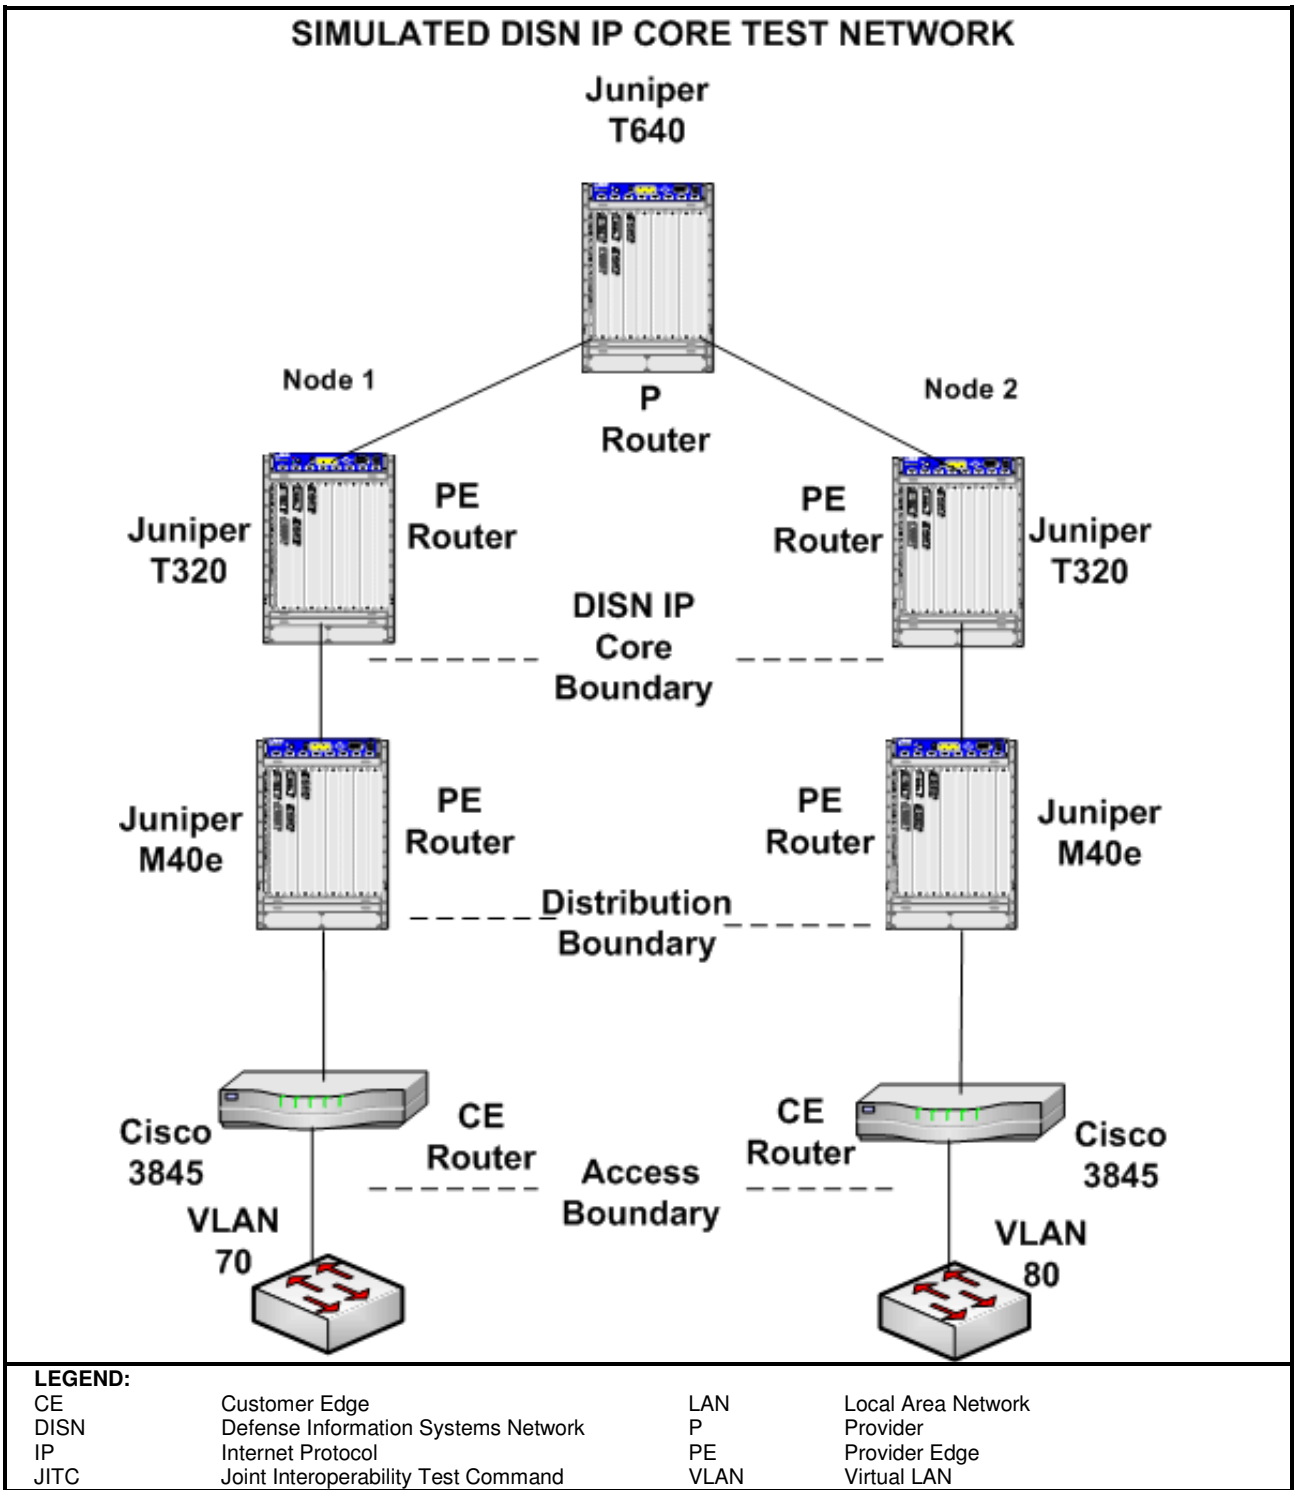 SIMULATED DISN IP CORE TEST NETWORK
Juniper
T640
P
Router
Node 1
Node 2
Juniper
T320
PE
Router
PE
Router
Juniper
T320
DISN IP
Core
Boundary
Juniper
M40e
PE
Router
PE
Router
Juniper
M40e
Distribution
Boundary
Cisco
3845
CE
Router
CE
Router
Cisco
3845
Access
Boundary
VLAN
70
VLAN
80
LEGEND:
CE Customer Edge LAN Local Area Network
DISN Defense Information Systems Network P Provider
IP Internet Protocol PE Provider Edge
JITC Joint Interoperability Test Command VLAN Virtual LAN